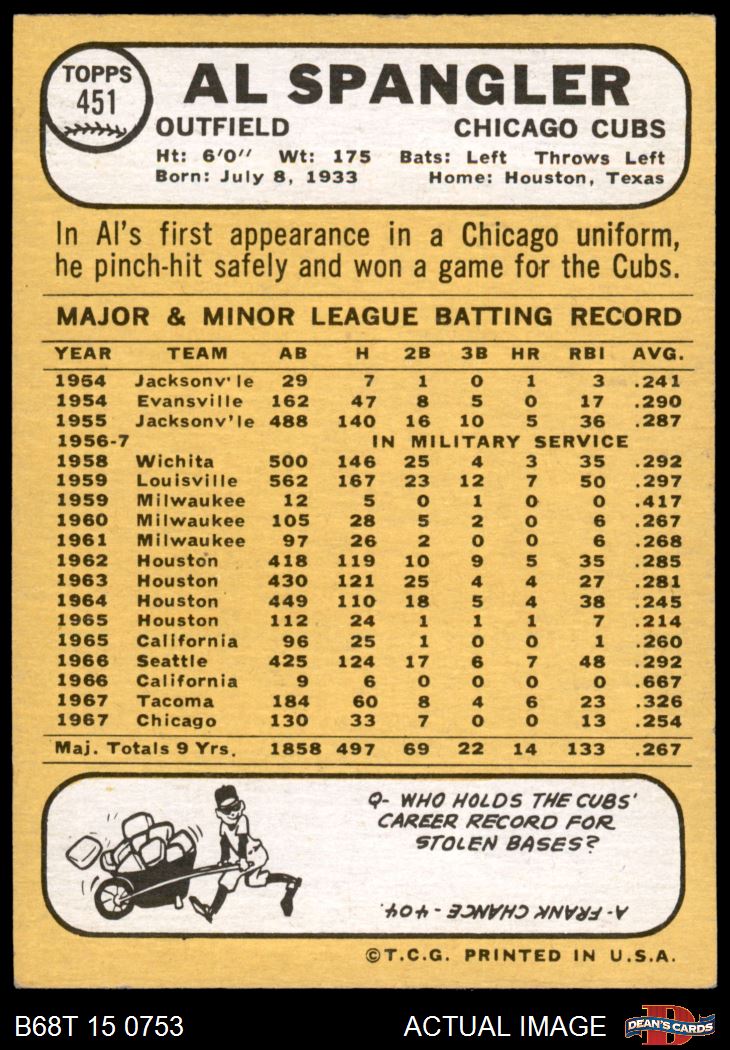 TOPPS
451
AL SPANGLER
OUTFIELD CHICAGO CUBS
Ht: 6'0" Wt: 175 Bats: Left Throws Left
Born: July 8, 1933 Home: Houston, Texas
In Al's first appearance in a Chicago uniform,
he pinch-hit safely and won a game for the Cubs.
MAJOR & MINOR LEAGUE BATTING RECORD
YEAR TEAM AB H 2B 3B HR RBI AVG.
1954 Jacksonv'le 29 7 1 0 1 3 .241
1954 Evansville 162 47 8 5 0 17 .290
1955 Jacksonv'le 488 140 16 10 5 36 .287
1956-7 IN MILITARY SERVICE
1958 Wichita 500 146 25 4 3 35 .292
1959 Louisville 562 167 23 12 7 50 .297
1959 Milwaukee 12 5 0 1 0 0 .417
1960 Milwaukee 105 28 5 2 0 6 .267
1961 Milwaukee 97 26 2 0 0 6 .268
1962 Houston 418 119 10 9 5 35 .285
1963 Houston 430 121 25 4 4 27 .281
1964 Houston 449 110 18 5 4 38 .245
1965 Houston 112 24 1 1 1 7 .214
1965 California 96 25 1 0 0 1 .260
1966 Seattle 425 124 17 6 7 48 .292
1966 California 9 6 0 0 0 0 .667
1967 Tacoma 184 60 8 4 6 23 .326
1967 Chicago 130 33 7 0 0 13 .254
Maj. Totals 9 Yrs. 1858 497 69 22 14 133 .267
Q- WHO HOLDS THE CUBS'
CAREER RECORD FOR
STOLEN BASES?
A-FRANK CHANCE - 404.
©T.C.G. PRINTED IN U.S.A.
B68T 15 0753 ACTUAL IMAGE D DEAN'S CARDS